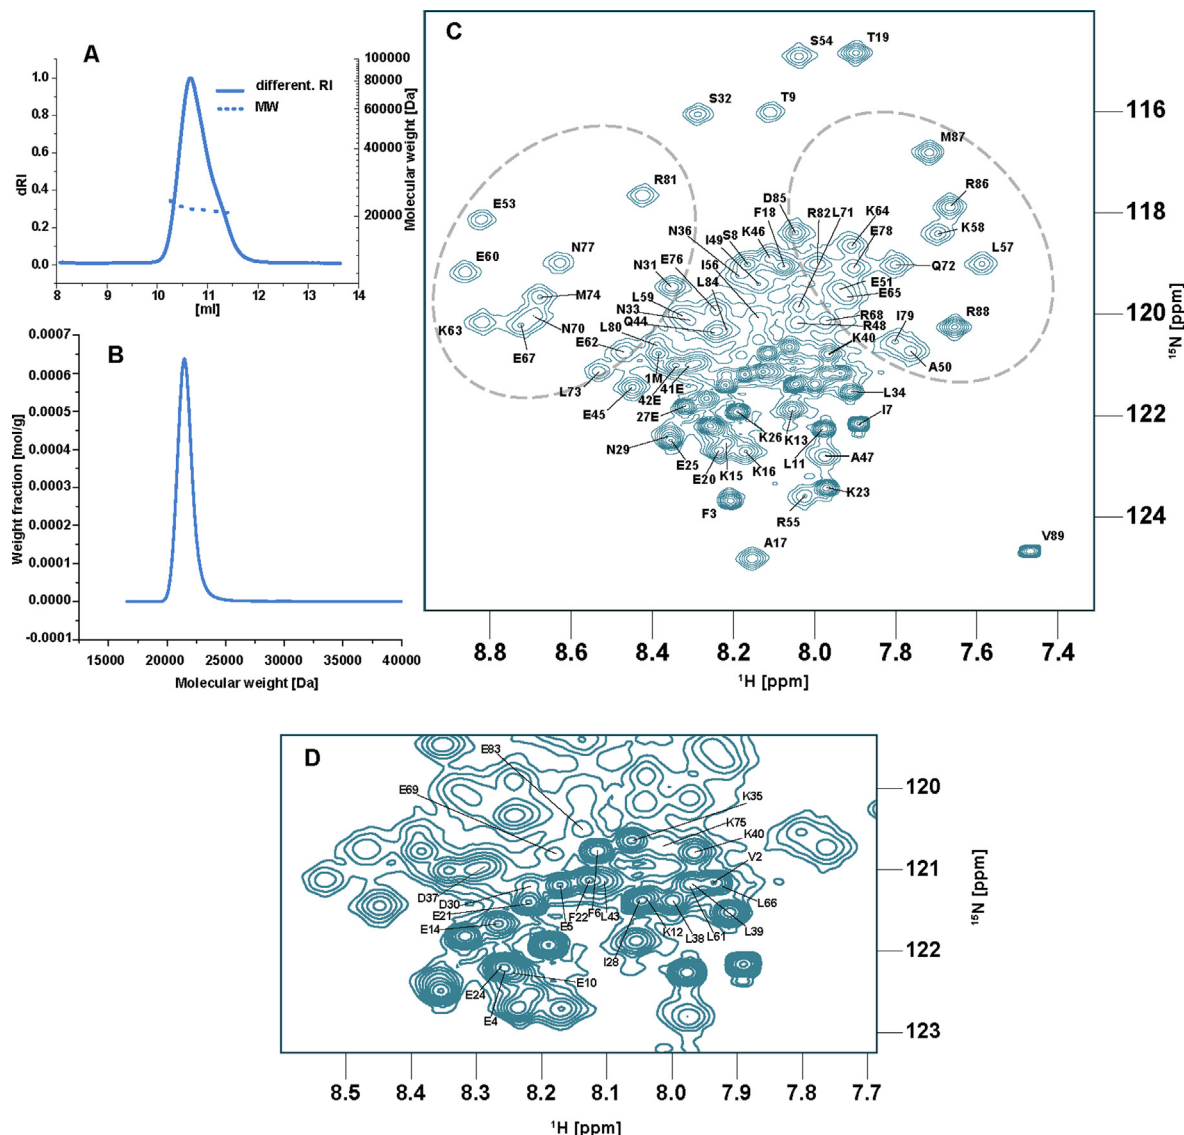 A
different. RI
MW
1.0
0.8
0.6
0.4
0.2
0.0
dRI
100000
80000
60000
40000
20000
Molecular weight [Da]
8 9 10 11 12 13 14
[ml]
B
0.0007
0.0006
0.0005
0.0004
0.0003
0.0002
0.0001
0.0000
-0.0001
Weight fraction [mol/g]
15000 20000 25000 30000 35000 40000
Molecular weight [Da]
C
S54
T19
S32
T9
M87
R81
R86
E53
D85
F18
R82
L71
K64
E78
K58
N36
I49
S8
K46
L57
N77
E60
E76
I56
Q72
N31
L84
E51
M74
E65
L59
N33
Q44
R68
R48
I79
R88
K63
N70
L80
K40
E67
E62
A50
L73
1M
41E
42E
E45
27E
L34
I7
K26
K13
N29
E25
L11
A47
E20
K15
K16
K23
F3
R55
A17
V89
116
118
120
122
124
15N [ppm]
8.8 8.6 8.4 8.2 8.0 7.8 7.6 7.4
1H [ppm]
D
E83
E69
K35
K75
K40
V2
D37
D30
E21
E14
E5
F22
F6
L43
L66
L39
L61
L38
K12
I28
E10
E24
E4
120
121
122
123
15N [ppm]
8.5 8.4 8.3 8.2 8.1 8.0 7.9 7.8 7.7
1H [ppm]